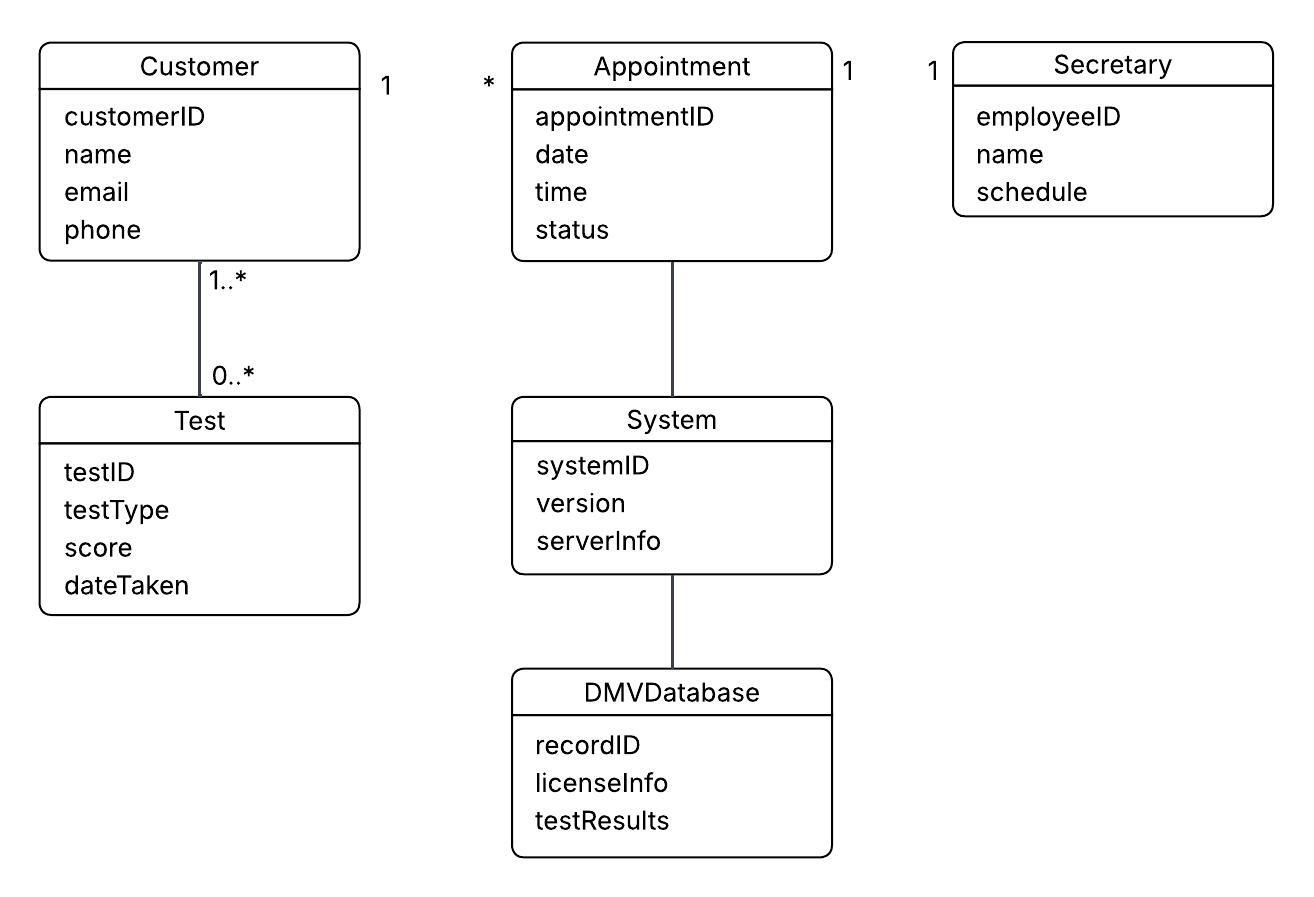 Customer
customerID
name
email
phone
1
*
Appointment
appointmentID
date
time
status
1
1
Secretary
employeeID
name
schedule
1..*
0..*
Test
testID
testType
score
dateTaken
System
systemID
version
serverInfo
DMVDatabase
recordID
licenseInfo
testResults